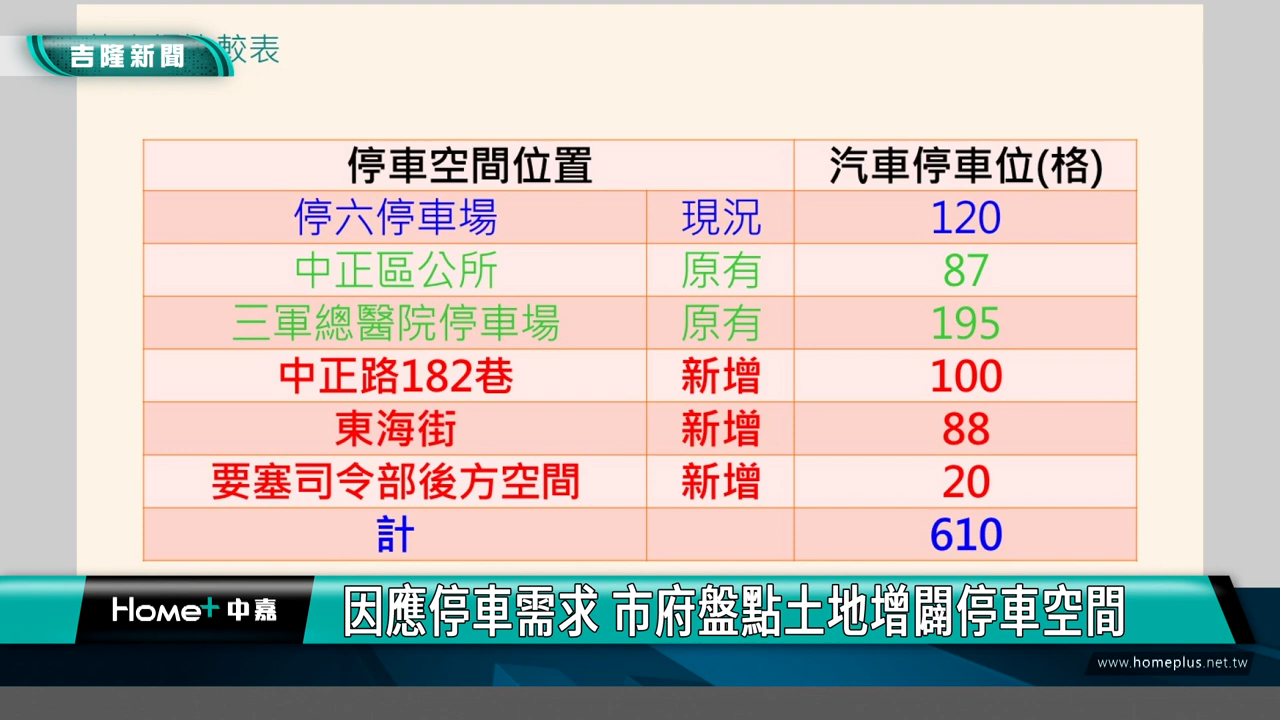 吉隆新聞
較表
停車空間位置 汽車停車位(格)
停六停車場 現況 120
中正區公所 原有 87
三軍總醫院停車場 原有 195
中正路182巷 新增 100
東海街 新增 88
要塞司令部後方空間 新增 20
計 610
Home+中嘉 因應停車需求 市府盤點土地增闢停車空間
www.homeplus.net.tw